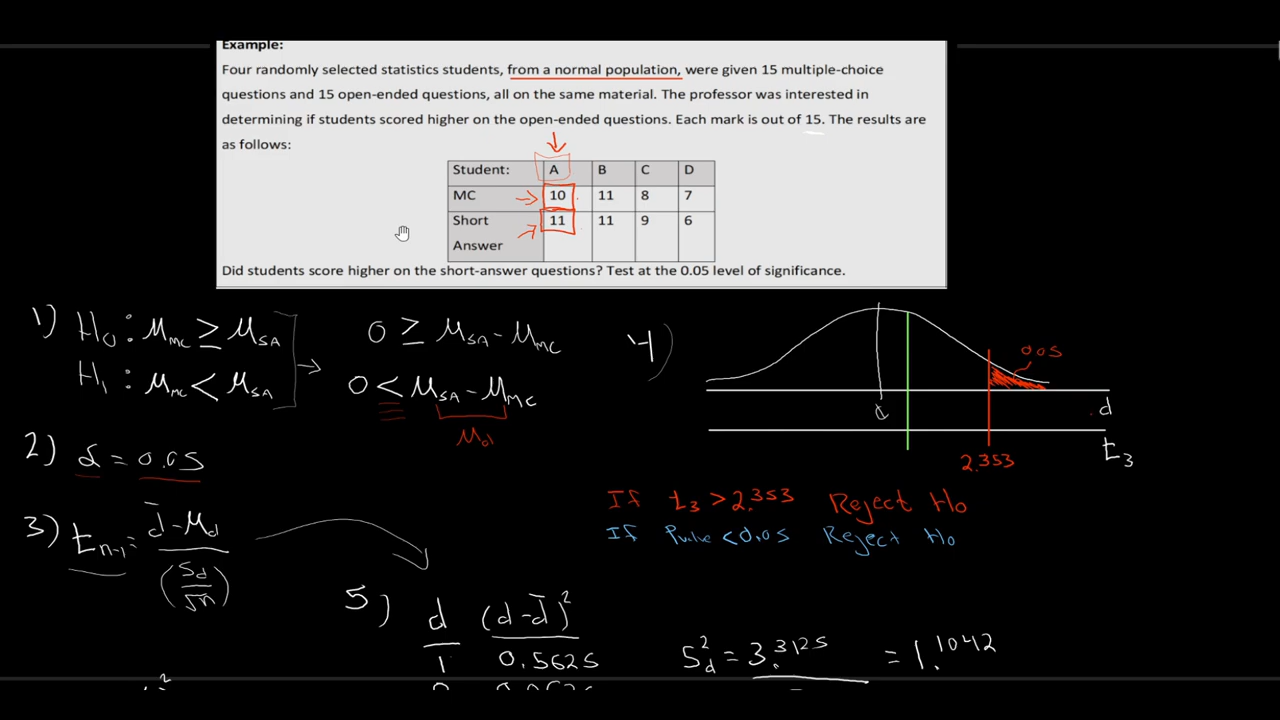 Example:
Four randomly selected statistics students, from a normal population, were given 15 multiple-choice
questions and 15 open-ended questions, all on the same material. The professor was interested in
determining if students scored higher on the open-ended questions. Each mark is out of 15. The results are
as follows:
Student: A B C D
MC 10 11 8 7
Short 11 11 9 6
Answer
Did students score higher on the short-answer questions? Test at the 0.05 level of significance.
1) H₀ : μMC ≥ μSA
H₁ : μMC < μSA
0 ≥ μSA - μMC
0 < μSA - μMC
μd
2) α = 0.05
3) tn-1 = d̄ - μd
(Sd
√n)
4)
0.05
d
t₃
2.353
If t₃ > 2.353 Reject H₀
If Pvalue < 0.05 Reject H₀
5)
d (d-d̄)²
1 0.5625
S²d = 3.3125 = 1.1042